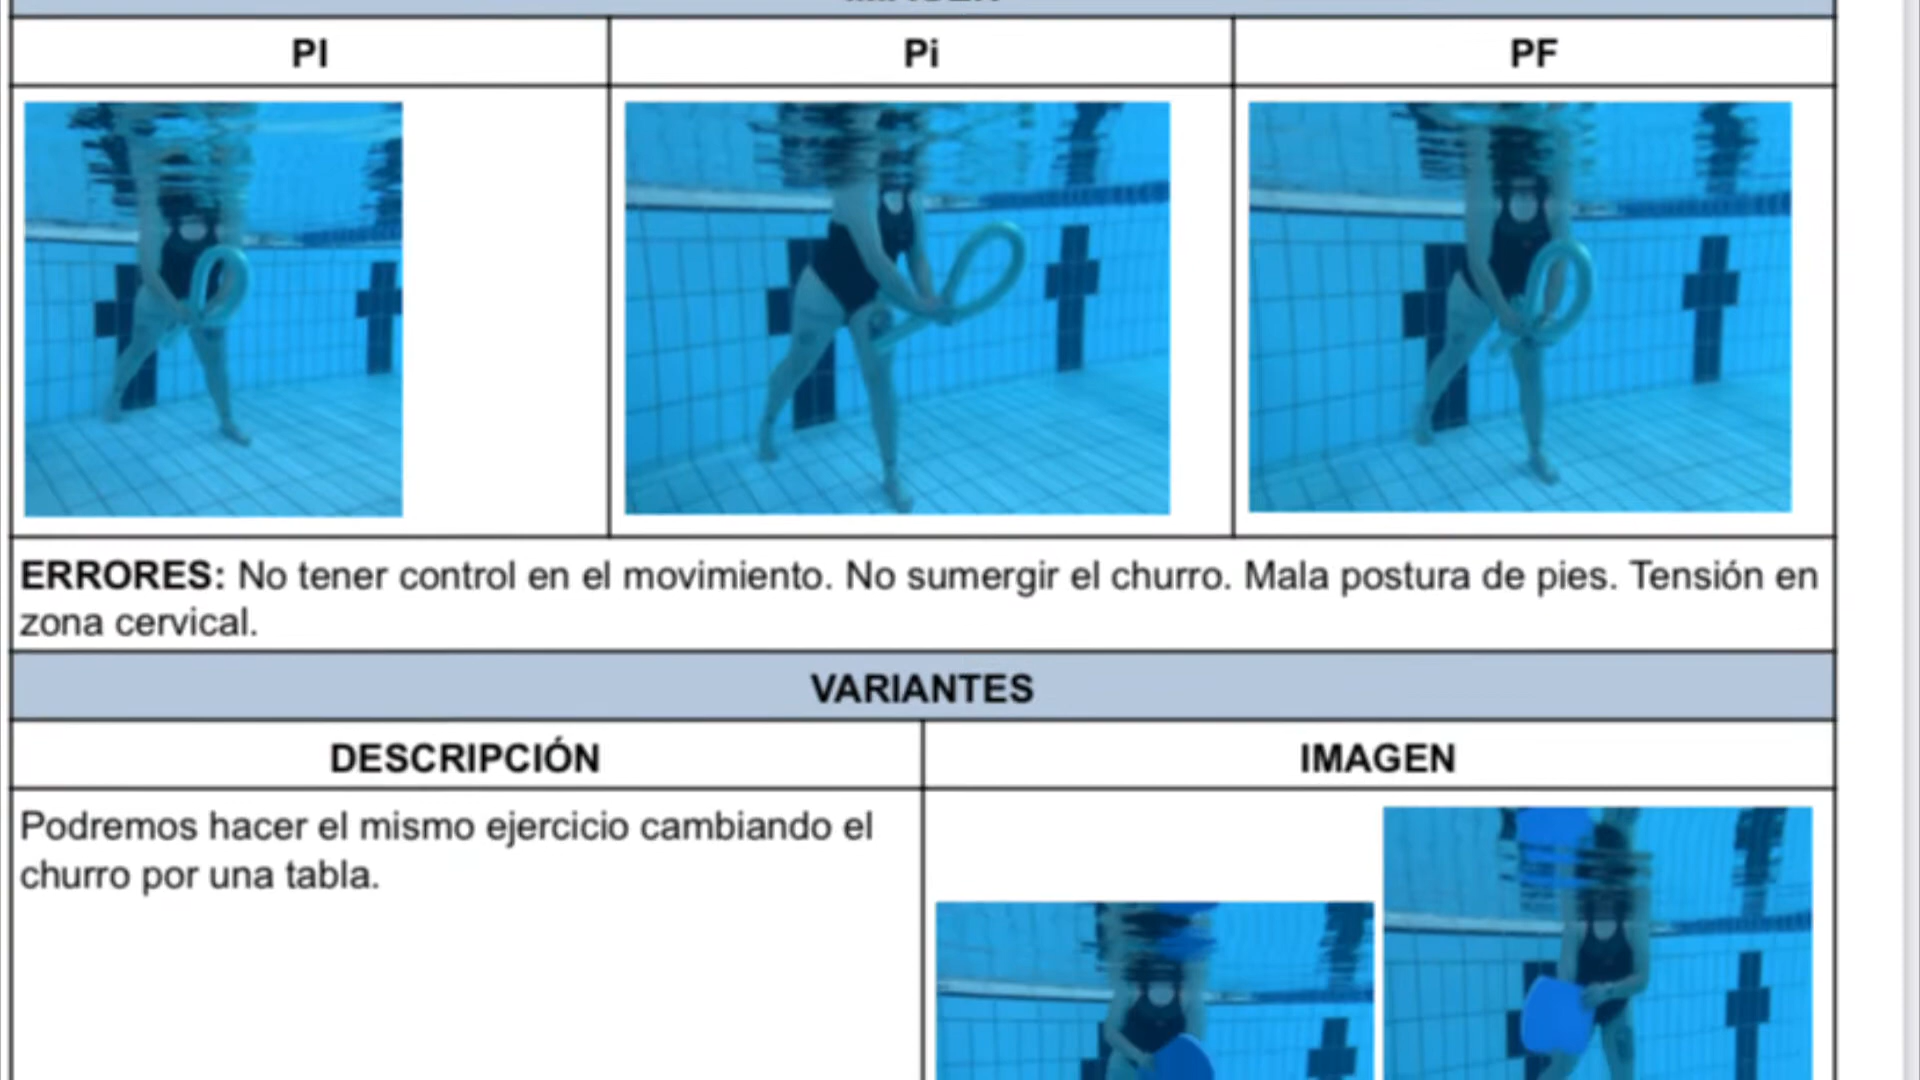 PI
Pi
PF
ERRORES: No tener control en el movimiento. No sumergir el churro. Mala postura de pies. Tensión en
zona cervical.
VARIANTES
DESCRIPCIÓN
IMAGEN
Podremos hacer el mismo ejercicio cambiando el
churro por una tabla.